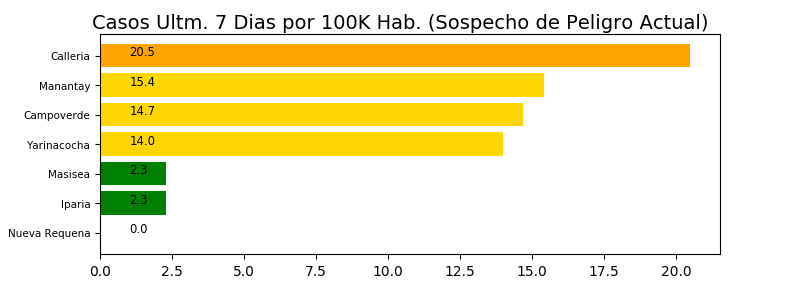 Casos Ultm. 7 Dias por 100K Hab. (Sospecho de Peligro Actual)
Calleria 20.5
Manantay 15.4
Campoverde 14.7
Yarinacocha 14.0
Masisea 2.3
Iparia 2.3
Nueva Requena 0.0
0.0 2.5 5.0 7.5 10.0 12.5 15.0 17.5 20.0